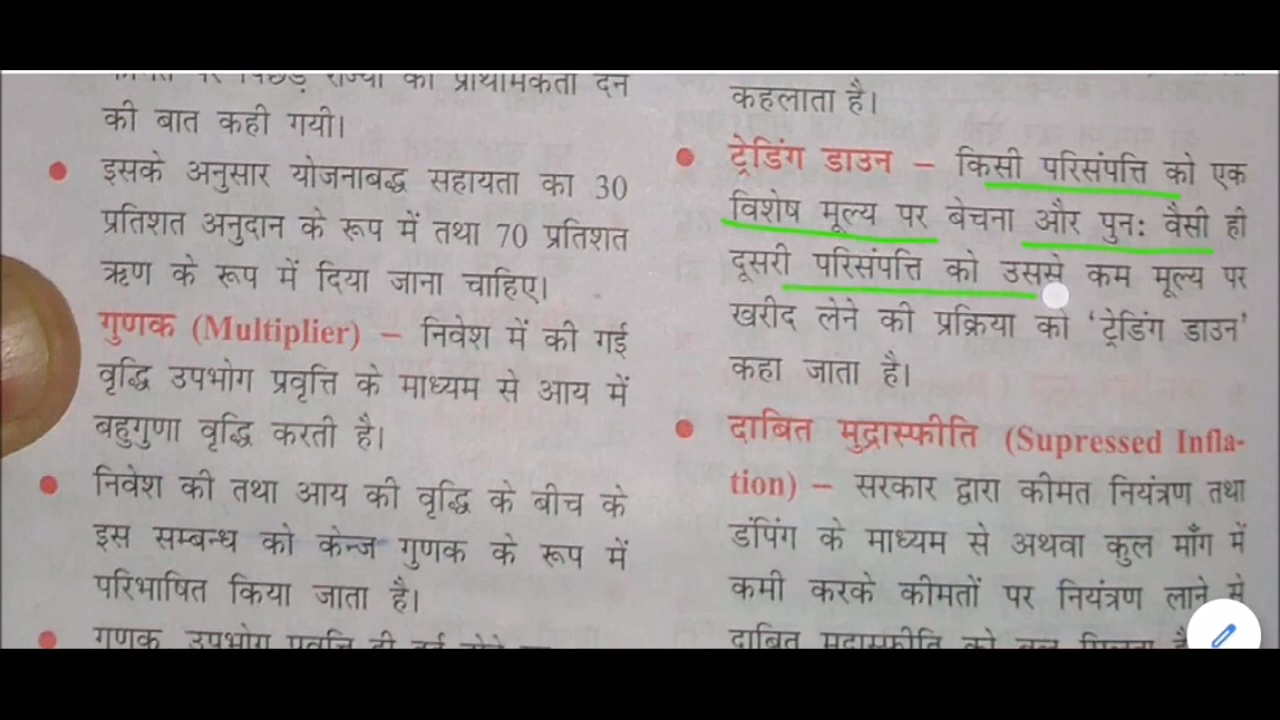 की बात कही गयी।
इसके अनुसार योजनाबद्ध सहायता का 30
प्रतिशत अनुदान के रूप में तथा 70 प्रतिशत
ऋण के रूप में दिया जाना चाहिए।
गुणक (Multiplier) – निवेश में की गई
वृद्धि उपभोग प्रवृत्ति के माध्यम से आय में
बहुगुणा वृद्धि करती है।
निवेश की तथा आय की वृद्धि के बीच के
इस सम्बन्ध को केन्ज गुणक के रूप में
परिभाषित किया जाता है।
कहलाता है।
ट्रेडिंग डाउन – किसी परिसंपत्ति को एक
विशेष मूल्य पर बेचना और पुनः वैसी ही
दूसरी परिसंपत्ति को उससे कम मूल्य पर
खरीद लेने की प्रक्रिया को 'ट्रेडिंग डाउन'
कहा जाता है।
दाबित मुद्रास्फीति (Supressed Infla-
tion) – सरकार द्वारा कीमत नियंत्रण तथा
डंपिंग के माध्यम से अथवा कुल माँग में
कमी करके कीमतों पर नियंत्रण लाने से